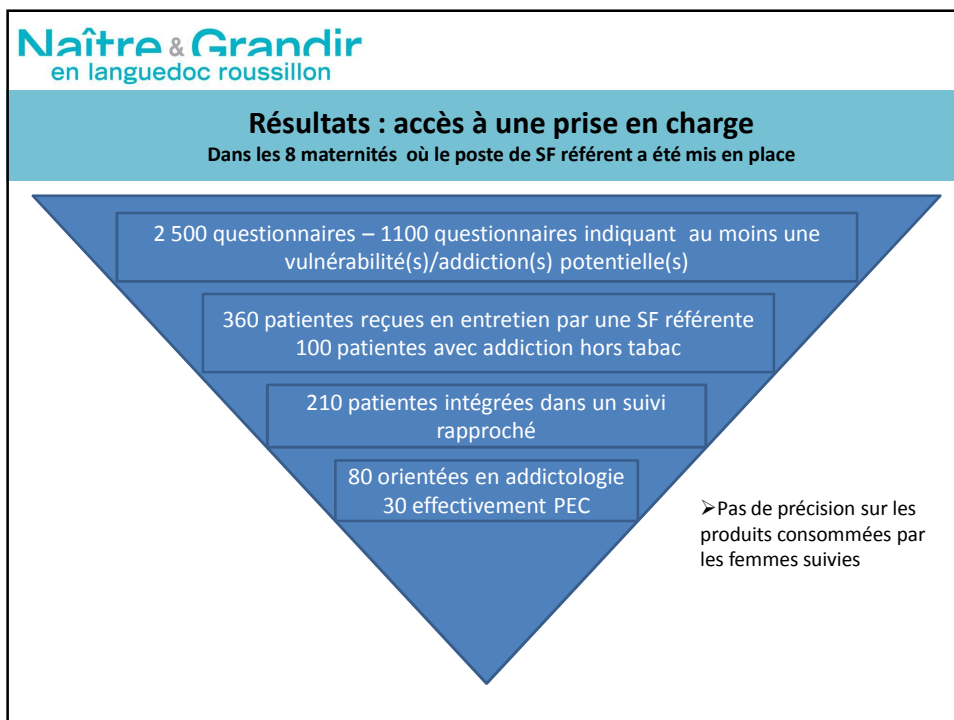 Naître & Grandir
en languedoc roussillon
Résultats : accès à une prise en charge
Dans les 8 maternités où le poste de SF référent a été mis en place
2 500 questionnaires – 1100 questionnaires indiquant au moins une
vulnérabilité(s)/addiction(s) potentielle(s)
360 patientes reçues en entretien par une SF référente
100 patientes avec addiction hors tabac
210 patientes intégrées dans un suivi
rapproché
80 orientées en addictologie
30 effectivement PEC
➢Pas de précision sur les
produits consommées par
les femmes suivies